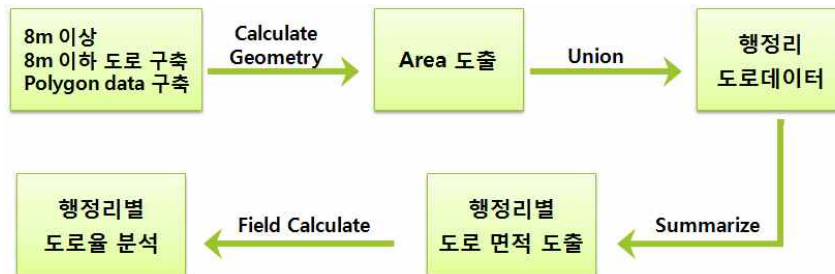 8m 이상
8m 이하 도로 구축
Polygon data 구축
Calculate
Geometry
Area 도출
Union
행정리
도로데이터
Summarize
행정리별
도로 면적 도출
Field Calculate
행정리별
도로율 분석